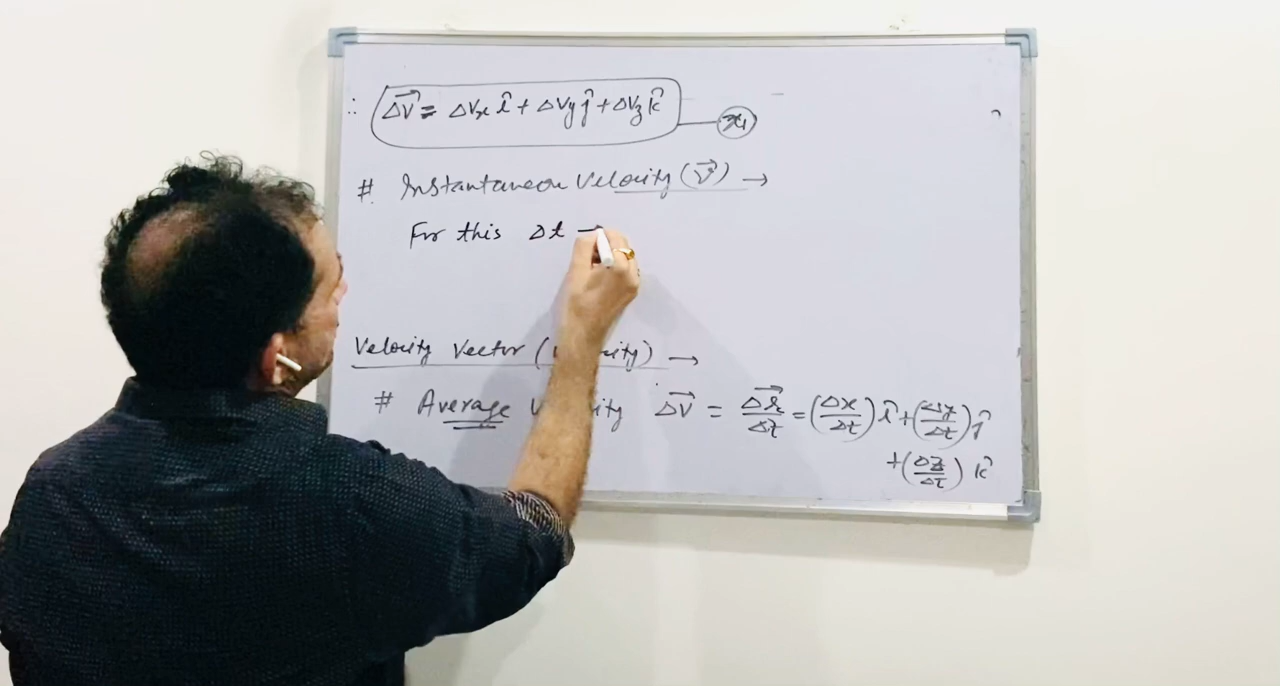 ∴ ΔV⃗ = ΔVx î + ΔVy ĵ + ΔVz k̂
# Instantaneou Velocity (v⃗) →
For this Δt
Velocity Vector ( →
# Average ΔV⃗ = Δr⃗/Δt = (Δx/Δt) î + (Δy/Δt) ĵ
+ (Δz/Δt) k̂